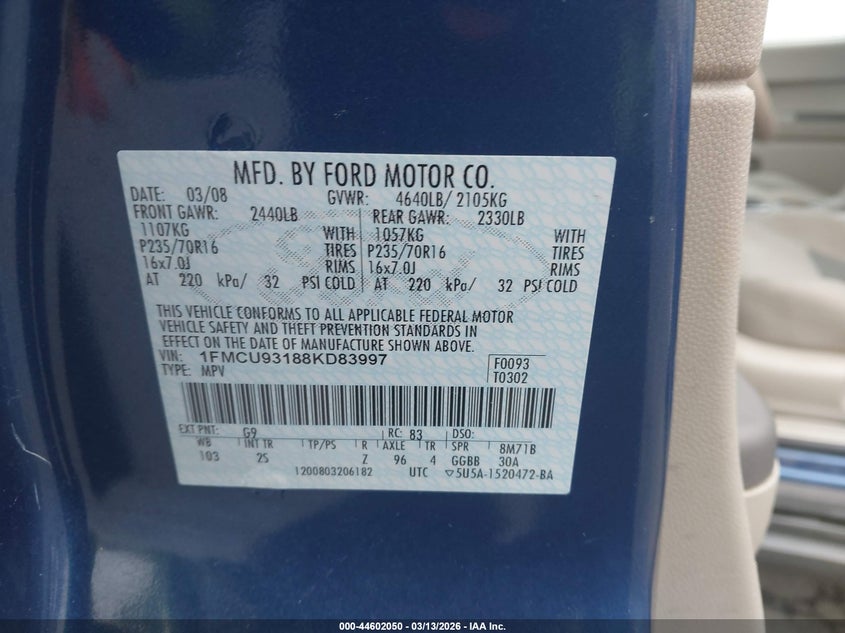 MFD. BY FORD MOTOR CO.
DATE: 03/08 GVWR: 4640LB/ 2105KG
FRONT GAWR: 2440LB REAR GAWR: 2330LB
1107KG WITH 1057KG WITH
P235/70R16 TIRES P235/70R16 TIRES
16x7.0J RIMS 16x7.0J RIMS
AT 220 kPa/ 32 PSI COLD AT 220 kPa/ 32 PSI COLD
THIS VEHICLE CONFORMS TO ALL APPLICABLE FEDERAL MOTOR
VEHICLE SAFETY AND THEFT PREVENTION STANDARDS IN
EFFECT ON THE DATE OF MANUFACTURE SHOWN ABOVE.
VIN: 1FMCU93188KD83997 F0093
TYPE: MPV T0302
EXT PNT: G9 RC: 83 DSO:
WB INT TR TP/PS R AXLE TR SPR 8M71B
103 2S Z 96 4 GGBB 30A
1200803206182 UTC ▽5U5A-1520472-BA
000-44602050 | 03/13/2026 | IAA Inc.